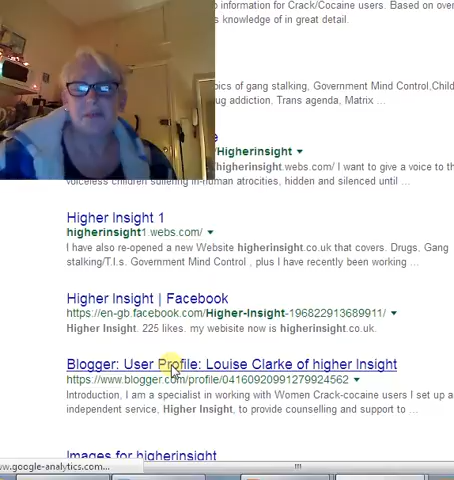 information for Crack/Cocaine users. Based on over
s knowledge of in great detail.
pics of gang stalking, Government Mind Control,Child
ug addiction, Trans agenda, Matrix ...
e
/Higherinsight
higherinsight.webs.com/ I want to give a voice to th
voiceless children suffering in-human atrocities, hidden and silenced until ...
Higher Insight 1
higherinsight1.webs.com/
I have also re-opened a new Website higherinsight.co.uk that covers. Drugs, Gang
stalking/T.I.s. Government Mind Control , plus I have recently been working ...
Higher Insight | Facebook
https://en-gb.facebook.com/Higher-Insight-196822913689911/
Higher Insight. 225 likes. my website now is higherinsight.co.uk.
Blogger: User Profile: Louise Clarke of higher Insight
https://www.blogger.com/profile/04160920991279924562
Introduction, I am a specialist in working with Women Crack-cocaine users I set up a
independent service, Higher Insight, to provide counselling and support to ...
Images for higherinsight
ww.google-analytics.com...